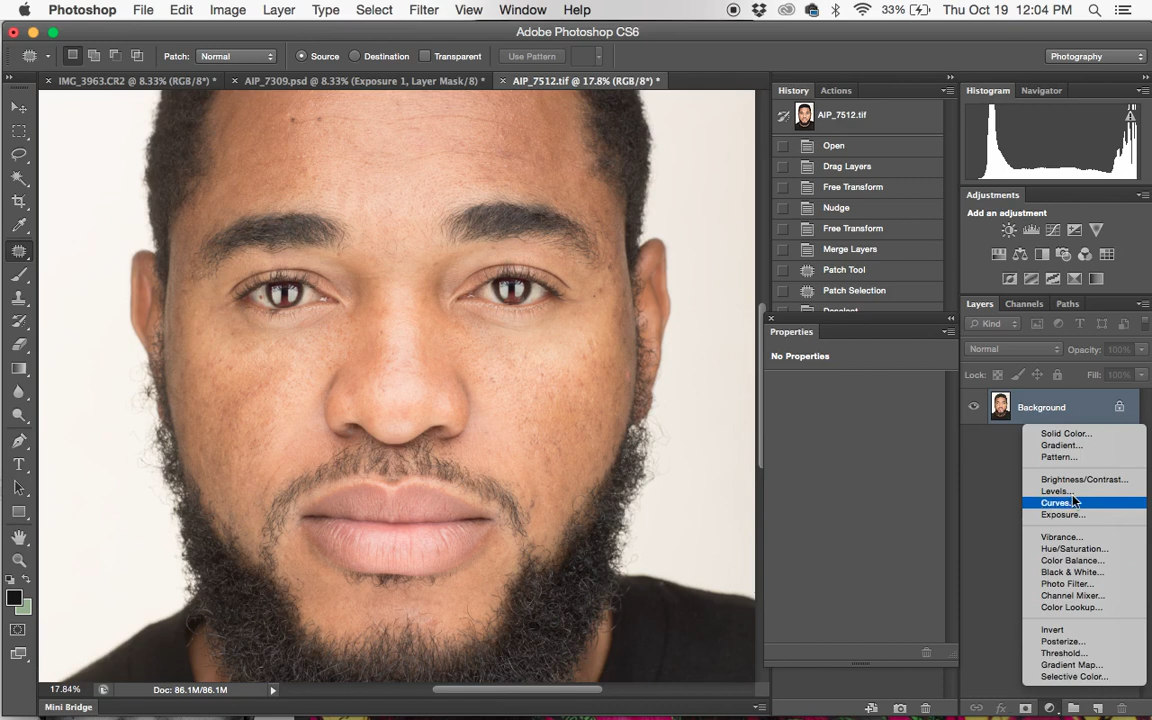 Photoshop File Edit Image Layer Type Select Filter View Window Help 33% Thu Oct 19 12:04 PM
Adobe Photoshop CS6
Patch: Normal Source Destination Transparent Use Pattern Photography
IMG_3963.CR2 @ 8.33% (RGB/8*) * AIP_7309.psd @ 8.33% (Exposure 1, Layer Mask/8) * AIP_7512.tif @ 17.8% (RGB/8*) *
History Actions
AIP_7512.tif
Open
Drag Layers
Free Transform
Nudge
Free Transform
Merge Layers
Patch Tool
Patch Selection
Deselect
Properties
No Properties
Histogram Navigator
Adjustments
Add an adjustment
Layers Channels Paths
Kind
Normal Opacity: 100%
Lock: Fill: 100%
Background
Solid Color...
Gradient...
Pattern...
Brightness/Contrast...
Levels...
Curves...
Exposure...
Vibrance...
Hue/Saturation...
Color Balance...
Black & White...
Photo Filter...
Channel Mixer...
Color Lookup...
Invert
Posterize...
Threshold...
Gradient Map...
Selective Color...
17.84% Doc: 86.1M/86.1M
Mini Bridge